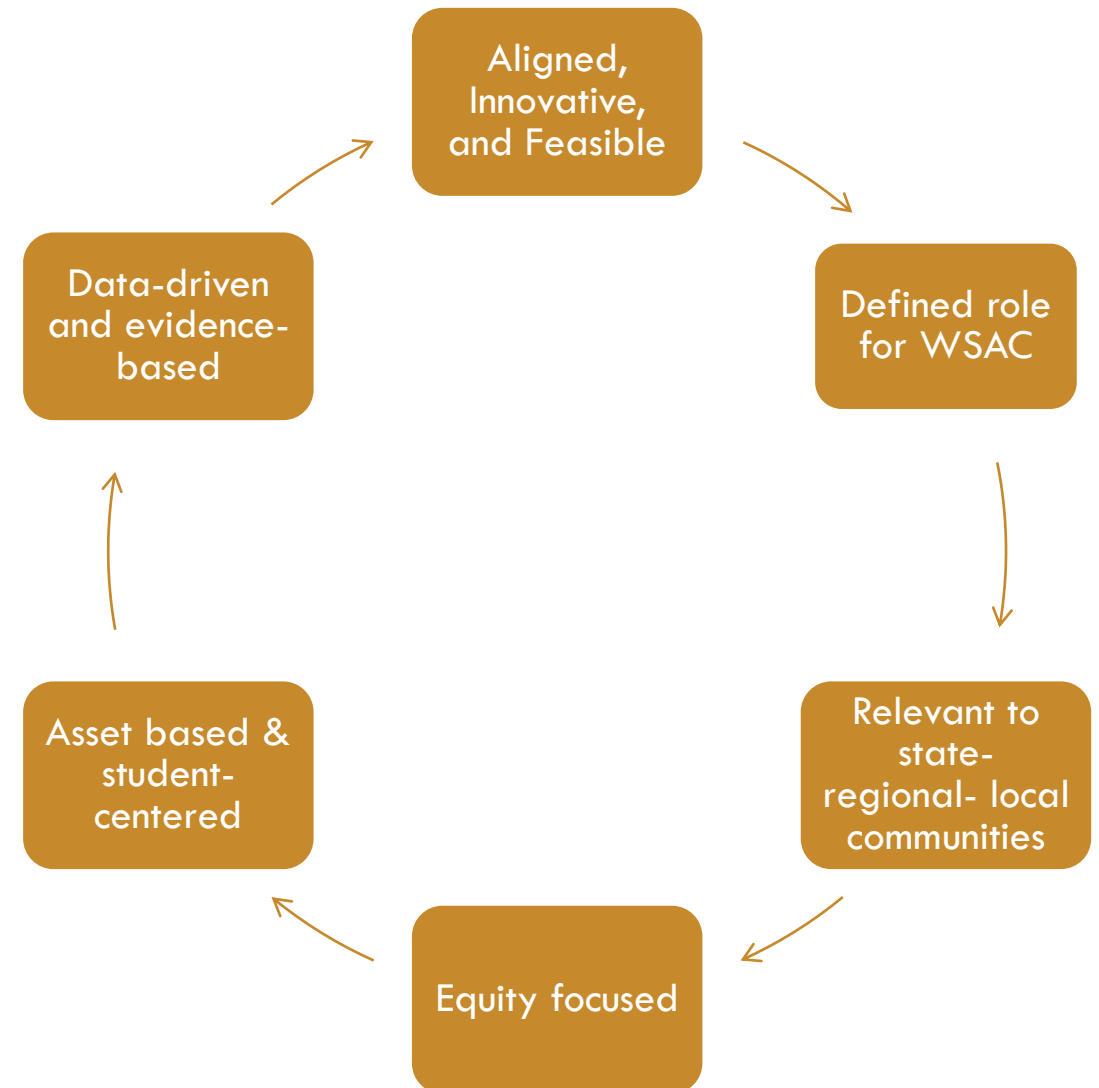 Aligned,
Innovative,
and Feasible
Defined role
for WSAC
Relevant to
state-
regional- local
communities
Equity focused
Asset based &
student-
centered
Data-driven
and evidence-
based